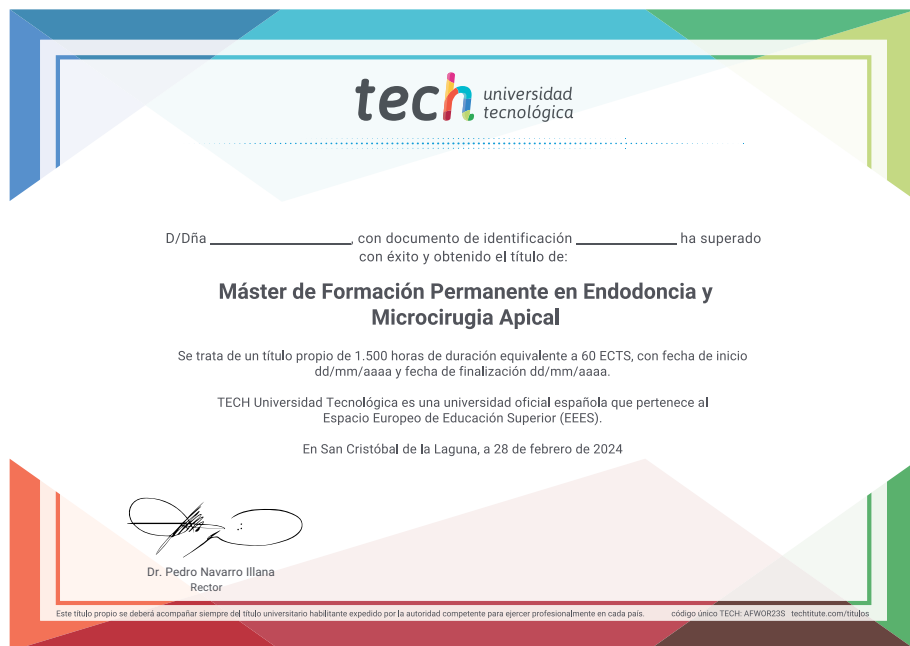 tech universidad
tecnológica
D/Dña ____________________, con documento de identificación ______________ ha superado
con éxito y obtenido el título de:
Máster de Formación Permanente en Endodoncia y
Microcirugia Apical
Se trata de un título propio de 1.500 horas de duración equivalente a 60 ECTS, con fecha de inicio
dd/mm/aaaa y fecha de finalización dd/mm/aaaa.
TECH Universidad Tecnológica es una universidad oficial española que pertenece al
Espacio Europeo de Educación Superior (EEES).
En San Cristóbal de la Laguna, a 28 de febrero de 2024
Dr. Pedro Navarro Illana
Rector
Este título propio se deberá acompañar siempre del título universitario habilitante expedido por la autoridad competente para ejercer profesionalmente en cada país. código único TECH: AFWOR23S techtitute.com/titulos